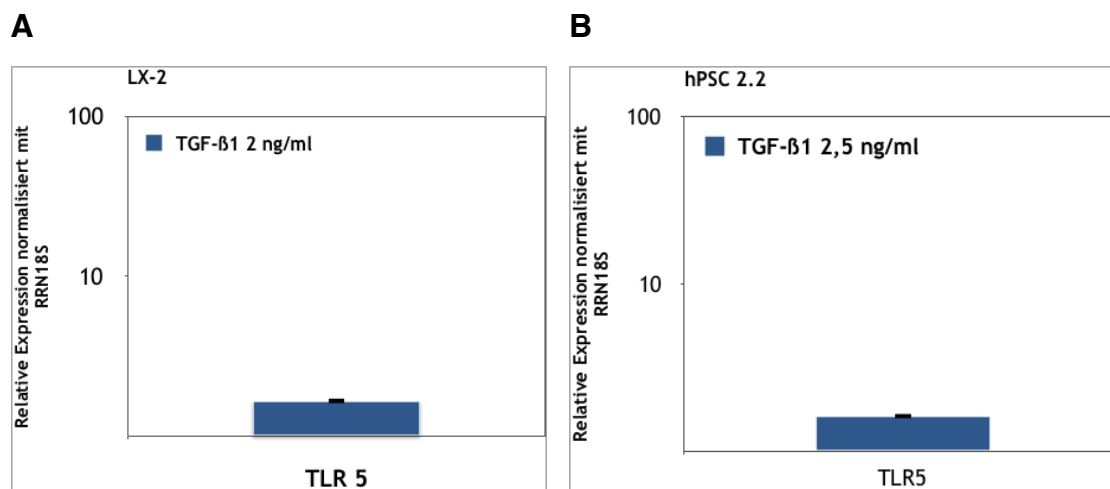 A
B
LX-2
100
TGF-ß1 2 ng/ml
10
Relative Expression normalisiert mit
RRN18S
TLR 5
hPSC 2.2
100
TGF-ß1 2,5 ng/ml
10
Relative Expression normalisiert mit
RRN18S
TLR5